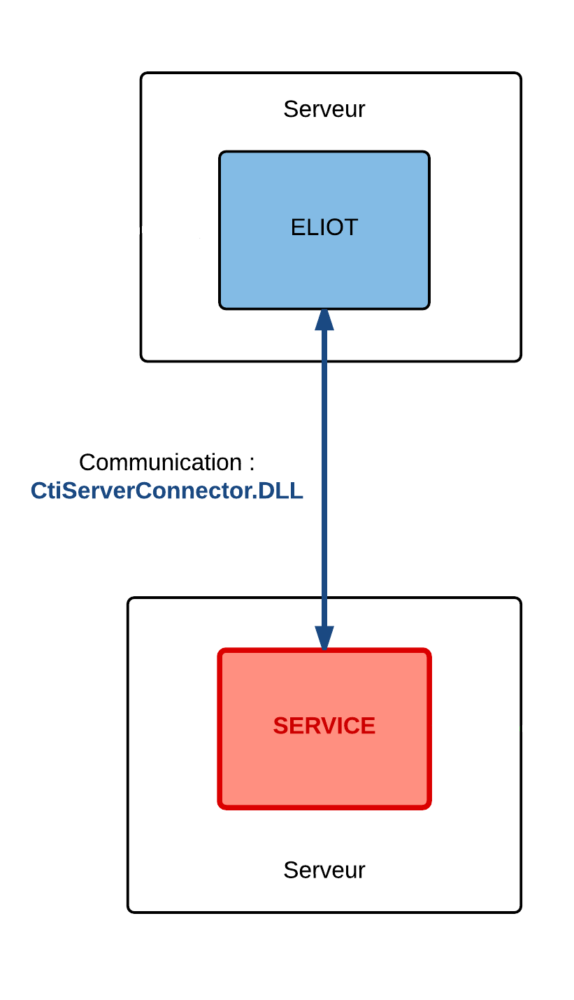 Serveur
ELIOT
Communication :
CtiServerConnector.DLL
SERVICE
Serveur